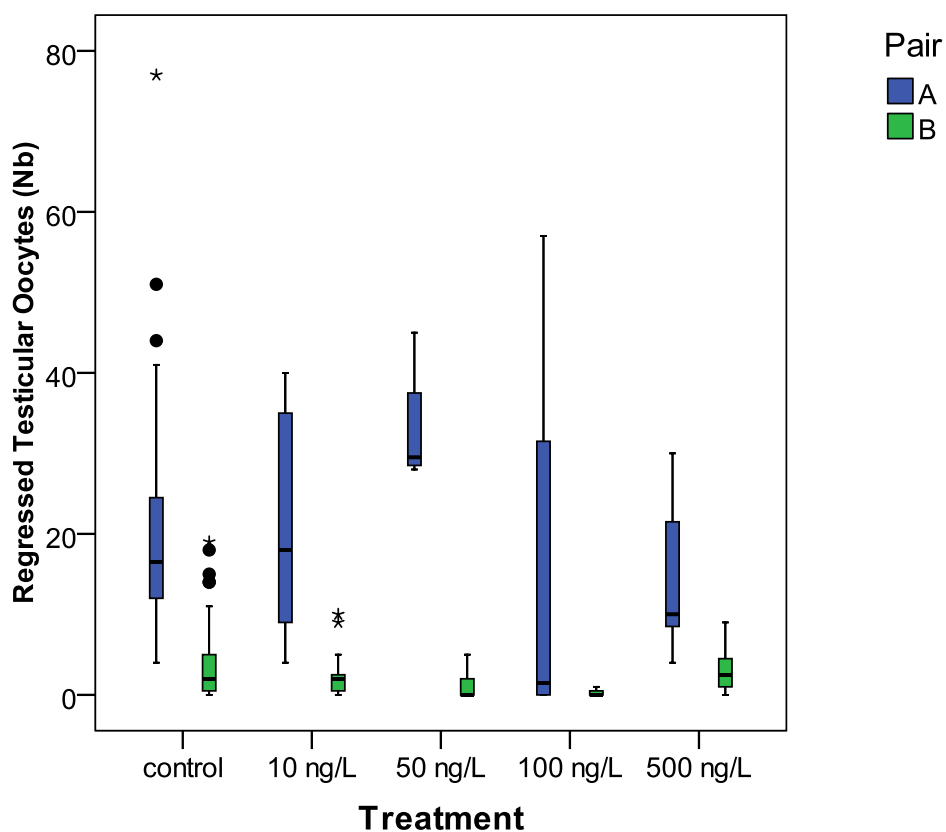 Pair
A
B
Regressed Testicular Oocytes (Nb)
80
60
40
20
0
control
10 ng/L
50 ng/L
100 ng/L
500 ng/L
Treatment